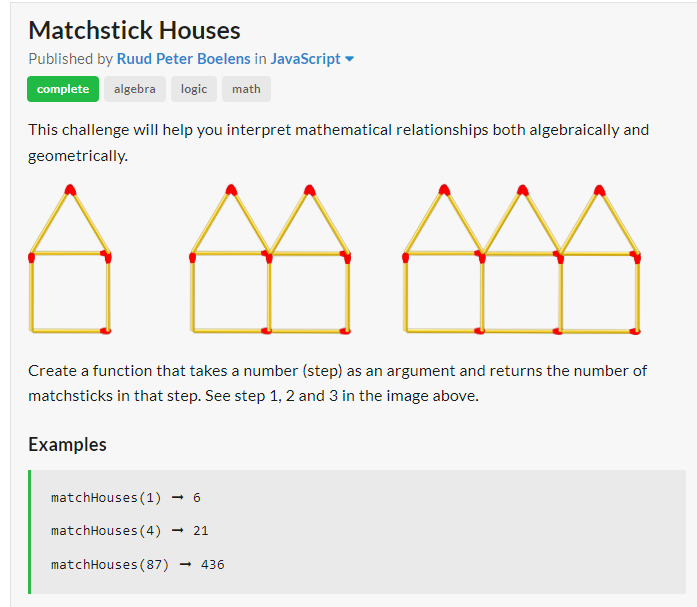 Matchstick Houses
Published by Ruud Peter Boelens in JavaScript
complete algebra logic math
This challenge will help you interpret mathematical relationships both algebraically and
geometrically.
Create a function that takes a number (step) as an argument and returns the number of
matchsticks in that step. See step 1, 2 and 3 in the image above.
Examples
matchHouses(1) ➞ 6
matchHouses(4) ➞ 21
matchHouses(87) ➞ 436